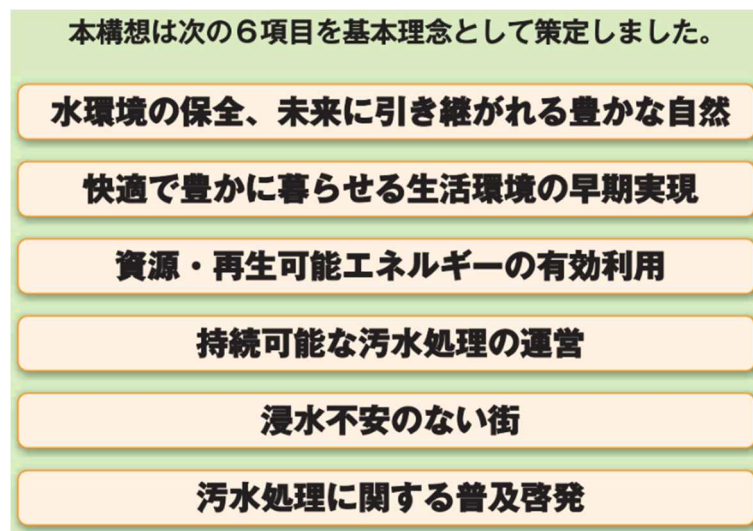 本構想は次の６項目を基本理念として策定しました。
水環境の保全、未来に引き継がれる豊かな自然
快適で豊かに暮らせる生活環境の早期実現
資源・再生可能エネルギーの有効利用
持続可能な汚水処理の運営
浸水不安のない街
汚水処理に関する普及啓発